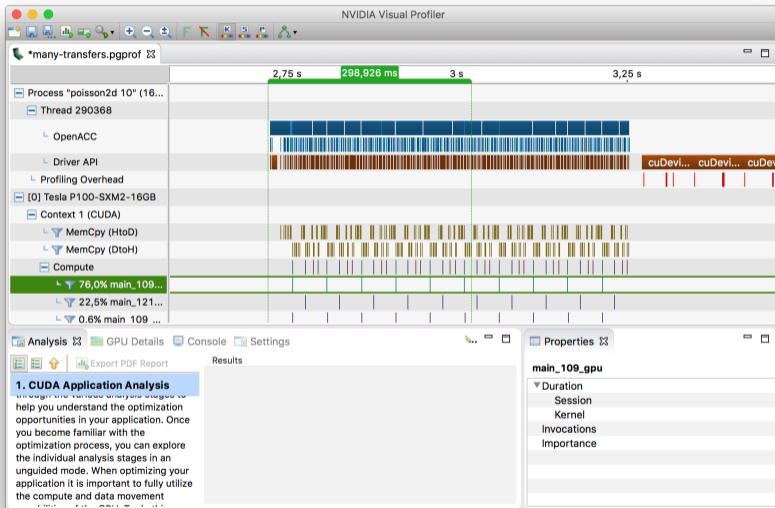 NVIDIA Visual Profiler
*many-transfers.pgprof
2,75 s
298,926 ms
3 s
3,25 s
Process "poisson2d 10" (16...
Thread 290368
OpenACC
Driver API
cuDevi...
cuDevi...
cuDevi
Profiling Overhead
[0] Tesla P100-SXM2-16GB
Context 1 (CUDA)
MemCpy (HtoD)
MemCpy (DtoH)
Compute
76,0% main_109...
22,5% main_121...
0.6% main 109 ...
Analysis
GPU Details
Console
Settings
Properties
Export PDF Report
Results
1. CUDA Application Analysis
through the various analysis stages to
help you understand the optimization
opportunities in your application. Once
you become familiar with the
optimization process, you can explore
the individual analysis stages in an
unguided mode. When optimizing your
application it is important to fully utilize
the compute and data movement
main_109_gpu
Duration
Session
Kernel
Invocations
Importance